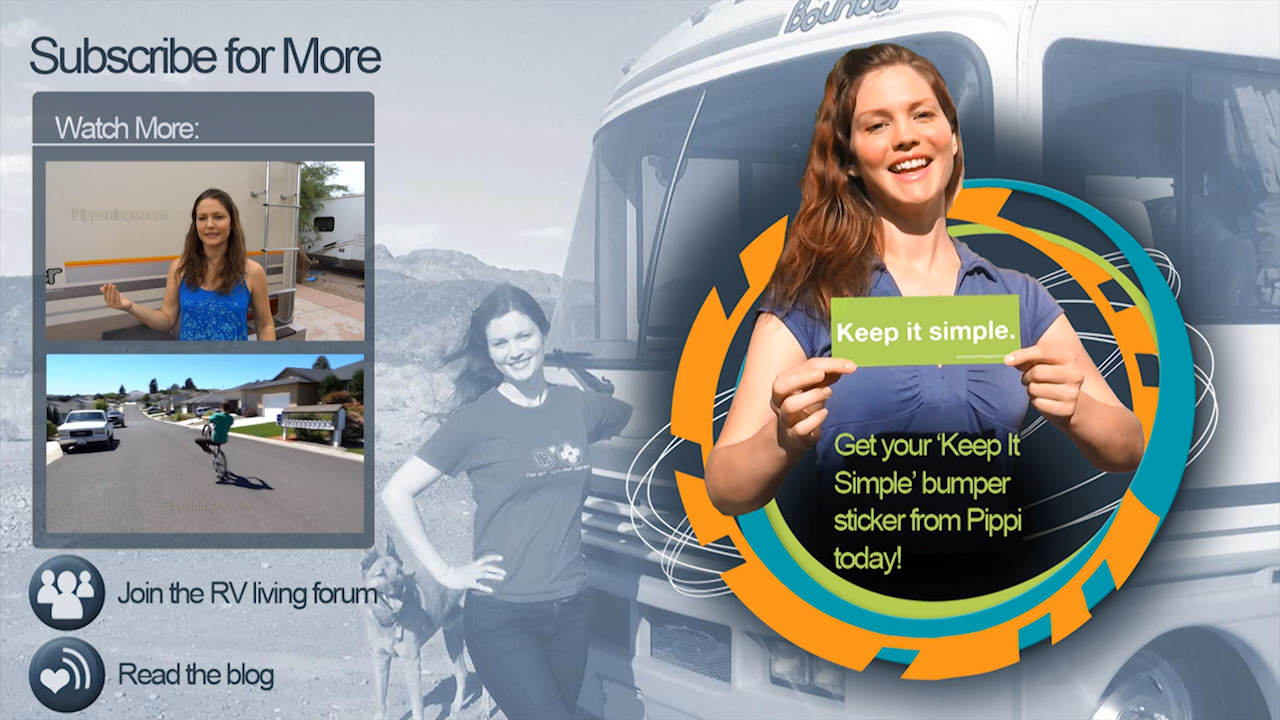 Subscribe for More
Watch More:
Pippenings.com
Pippenings.com
Join the RV living forum
Read the blog
Bounder
Keep it simple.
Get your ‘Keep It
Simple’ bumper
sticker from Pippi
today!